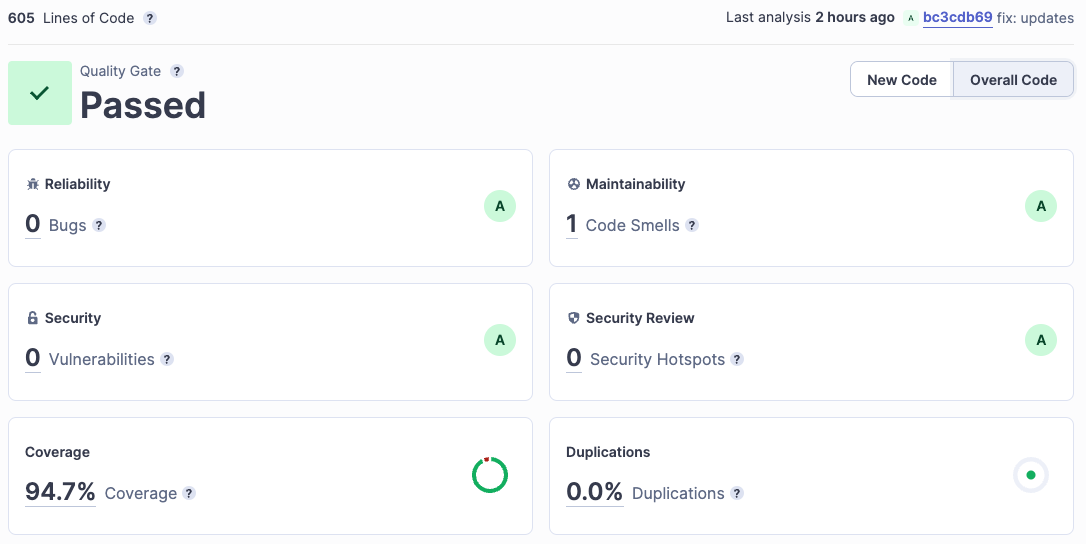 605 Lines of Code ?
Last analysis 2 hours ago A bc3cdb69 fix: updates
Quality Gate ?
Passed
New Code Overall Code
Reliability
0 Bugs ?
A
Maintainability
1 Code Smells ?
A
Security
0 Vulnerabilities ?
A
Security Review
0 Security Hotspots ?
A
Coverage
94.7% Coverage ?
Duplications
0.0% Duplications ?